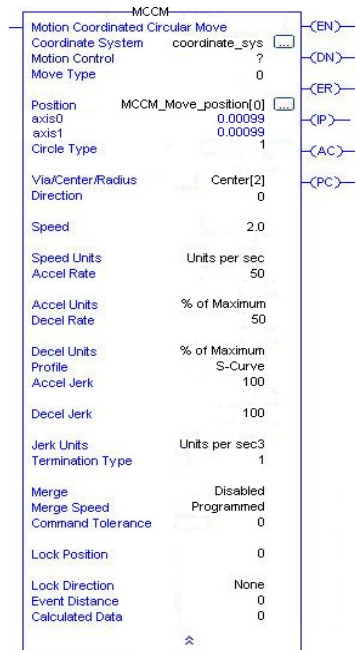 MCCM
Motion Coordinated Circular Move (EN)
Coordinate System coordinate_sys ...
Motion Control ? (DN)
Move Type 0
(ER)
Position MCCM_Move_position[0] ...
axis0 0.00099 (IP)
axis1 0.00099
Circle Type 1 (AC)
Via/Center/Radius Center[2] (PC)
Direction 0
Speed 2.0
Speed Units Units per sec
Accel Rate 50
Accel Units % of Maximum
Decel Rate 50
Decel Units % of Maximum
Profile S-Curve
Accel Jerk 100
Decel Jerk 100
Jerk Units Units per sec3
Termination Type 1
Merge Disabled
Merge Speed Programmed
Command Tolerance 0
Lock Position 0
Lock Direction None
Event Distance 0
Calculated Data 0